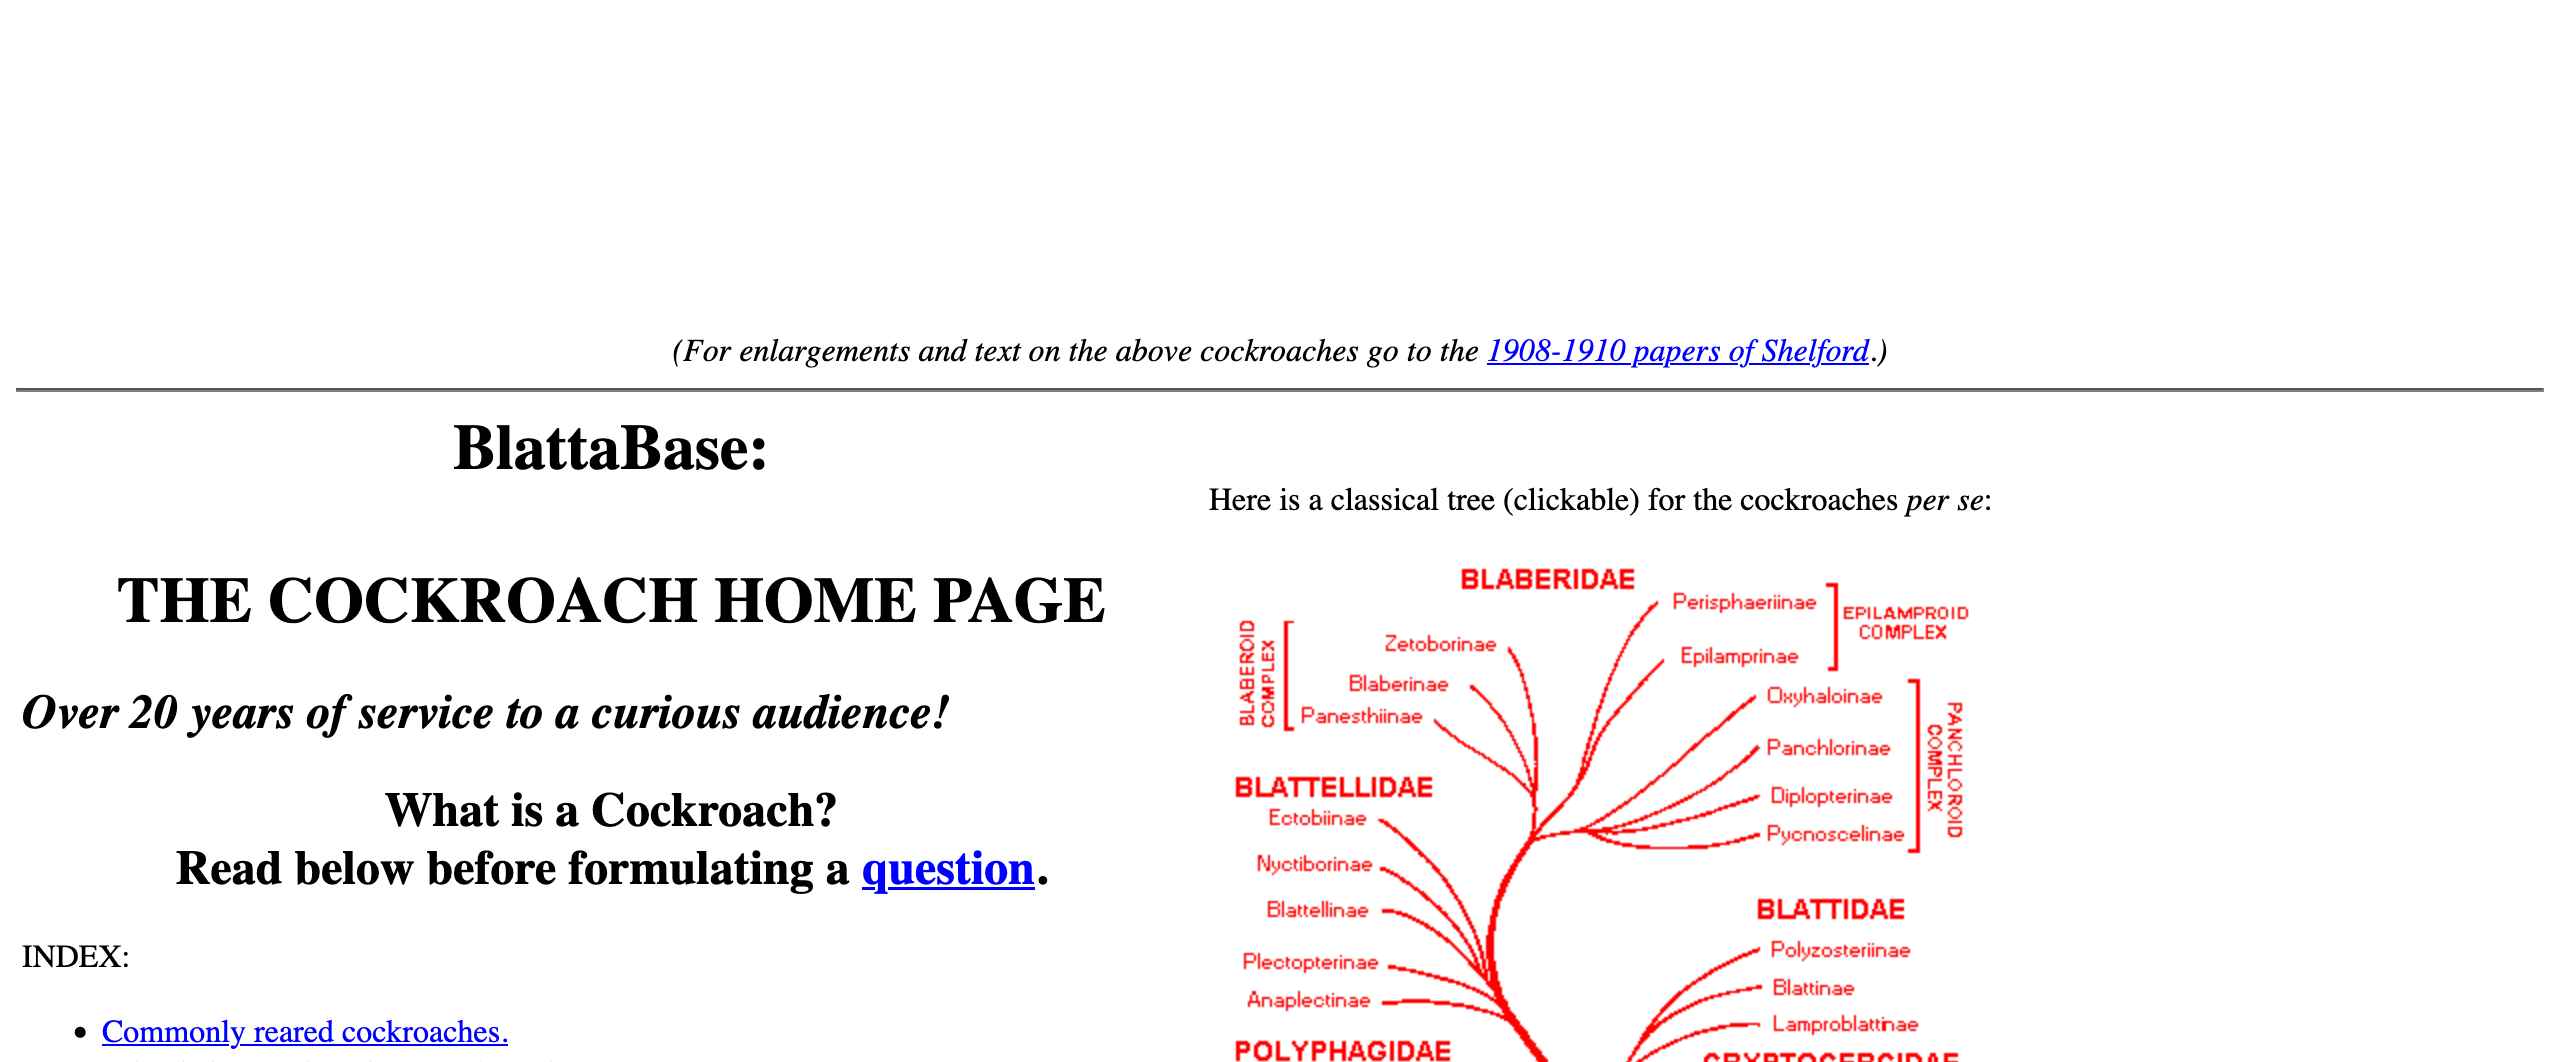 (For enlargements and text on the above cockroaches go to the 1908-1910 papers of Shelford.)
BlattaBase:
THE COCKROACH HOME PAGE
Over 20 years of service to a curious audience!
What is a Cockroach?
Read below before formulating a question.
INDEX:
• Commonly reared cockroaches.
Here is a classical tree (clickable) for the cockroaches per se:
BLABERIDAE
Perisphaeriinae
Epilamprinae
EPILAMPROID
COMPLEX
BLABEROID
COMPLEX
Zetoborinae
Blaberinae
Panesthiinae
Oxyhaloinae
Panchlorinae
Diplopterinae
Pycnoscelinae
PANCHLOROID
COMPLEX
BLATTELLIDAE
Ectobiinae
Nyctiborinae
Blattellinae
Plectopterinae
Anaplectinae
BLATTIDAE
Polyzosteriinae
Blattinae
Lamproblattinae
POLYPHAGIDAE
CRYPTOCERCIDAE